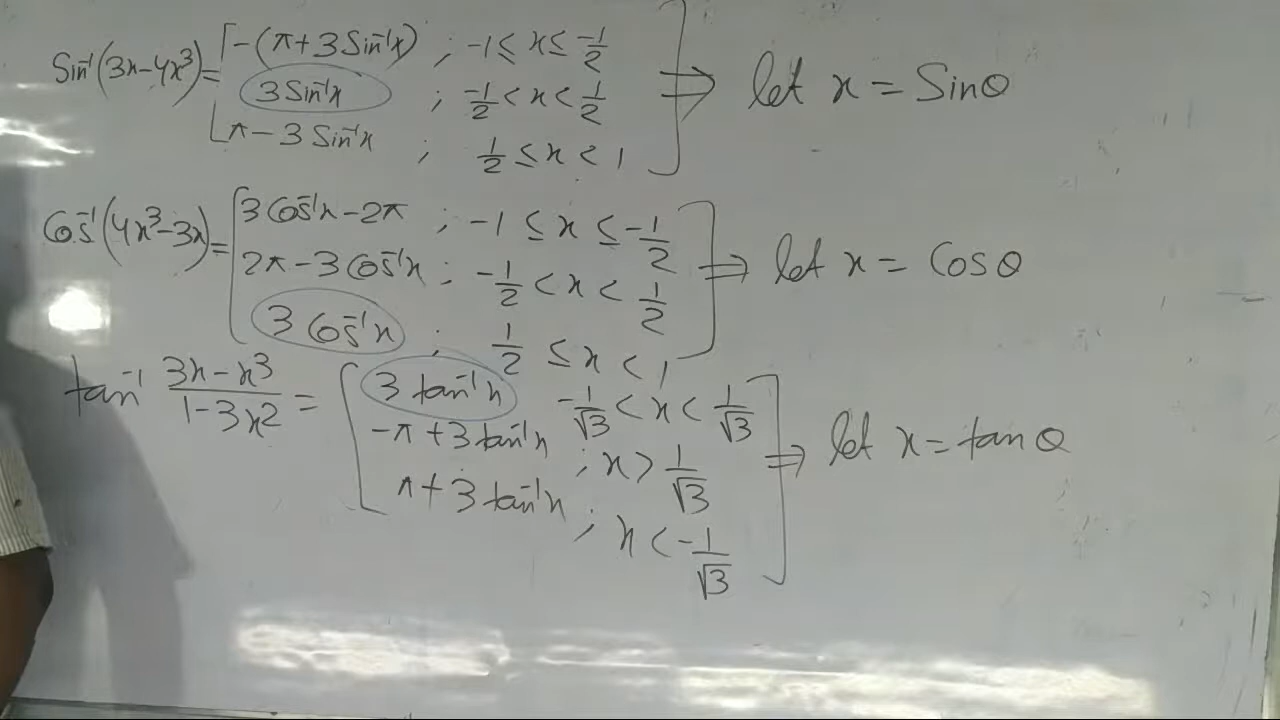 -(π+3Sin⁻¹x) ; -1 ≤ x ≤ -1/2
Sin⁻¹(3x-4x³)= 3Sin⁻¹x ; -1/2 < x < 1/2 ⇒ let x = Sinθ
π-3Sin⁻¹x ; 1/2 ≤ x < 1
3Cos⁻¹x-2π ; -1 ≤ x ≤ -1/2
Cos⁻¹(4x³-3x)= 2π-3Cos⁻¹x ; -1/2 < x < 1/2 ⇒ let x = Cosθ
3Cos⁻¹x ; 1/2 ≤ x < 1
tan⁻¹ (3x-x³)/(1-3x²) = 3tan⁻¹x -1/√3 < x < 1/√3
-π+3tan⁻¹x ; x > 1/√3 ⇒ let x = tanθ
π+3tan⁻¹x ; x < -1/√3